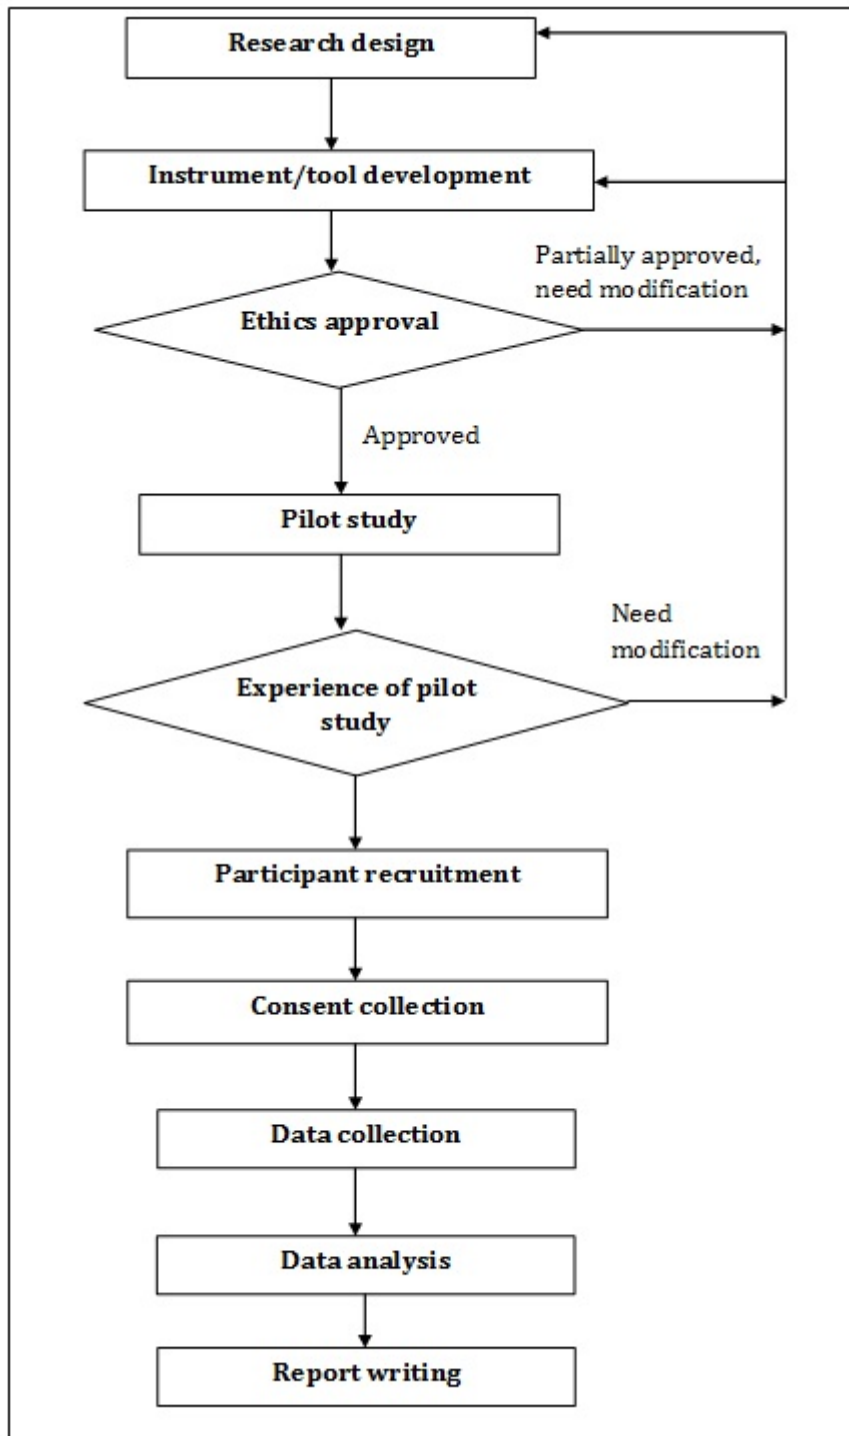 Research design
Instrument/tool development
Partially approved,
need modification
Ethics approval
Approved
Pilot study
Need
modification
Experience of pilot
study
Participant recruitment
Consent collection
Data collection
Data analysis
Report writing